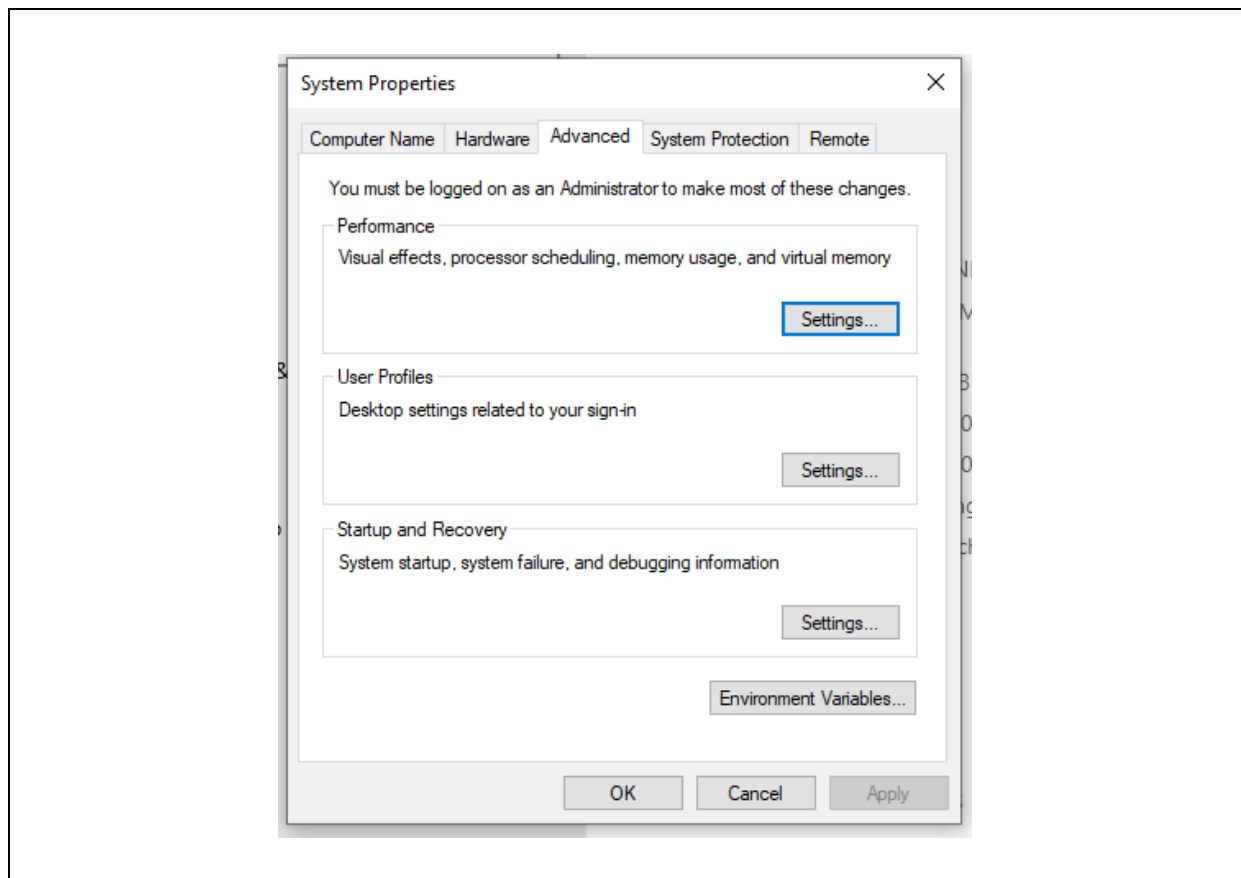 System Properties
Computer Name Hardware Advanced System Protection Remote
You must be logged on as an Administrator to make most of these changes.
Performance
Visual effects, processor scheduling, memory usage, and virtual memory
Settings...
&
User Profiles
Desktop settings related to your sign-in
Settings...
Startup and Recovery
System startup, system failure, and debugging information
Settings...
Environment Variables...
OK Cancel Apply